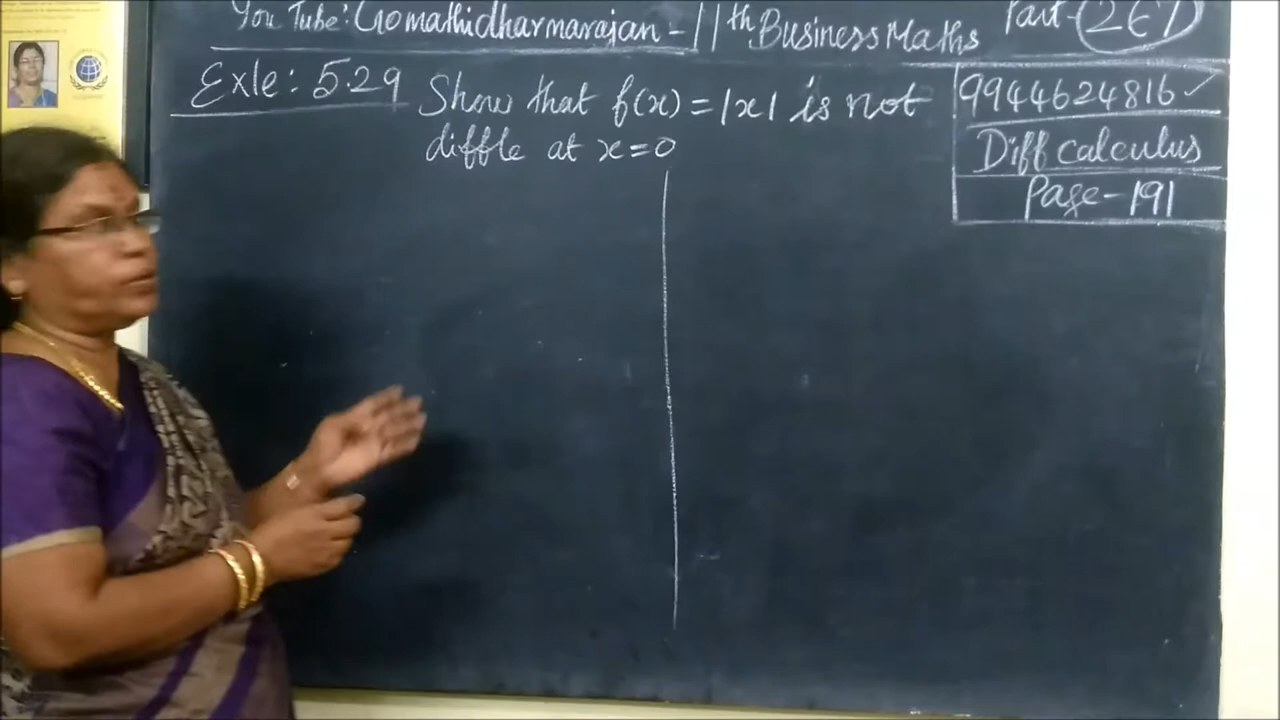 You Tube: Gomathidharmarajan - 11th Business Maths Part - 2E7
Exle: 5.29 Show that f(x) = |x| is not
diffle at x=0
9944624816 ✓
Diff calculus
Page - 191